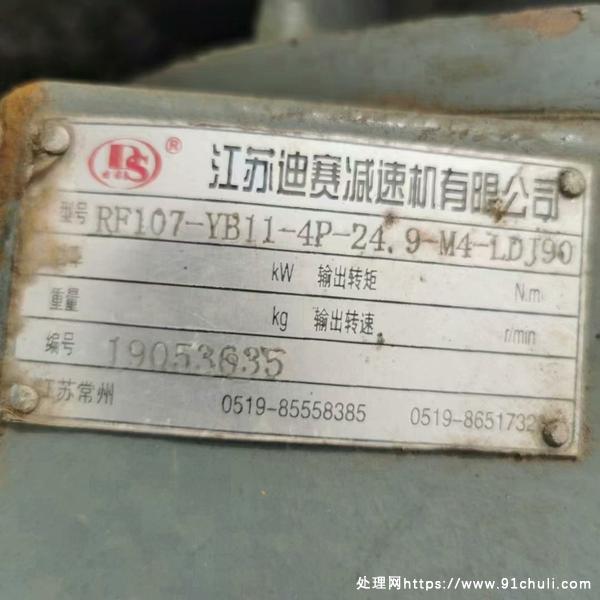 DS ®
江苏迪赛减速机有限公司
型号 RF107-YB11-4P-24.9-M4-LDJ90
kW 输出转矩 N.m
重量 kg 输出转速 r/min
编号 19053635
江苏常州 0519-85558385 0519-8651732
处理网https://www.91chuli.com/